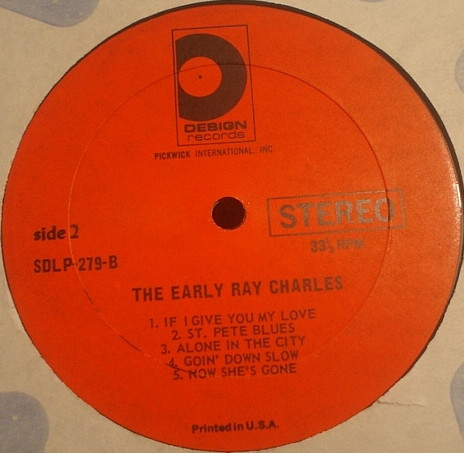 DESIGN
records
PICKWICK INTERNATIONAL, INC.
STEREO
33⅓ RPM
side 2
SDLP-279-B
THE EARLY RAY CHARLES
1. IF I GIVE YOU MY LOVE
2. ST. PETE BLUES
3. ALONE IN THE CITY
4. GOIN' DOWN SLOW
5. NOW SHE'S GONE
Printed in U.S.A.